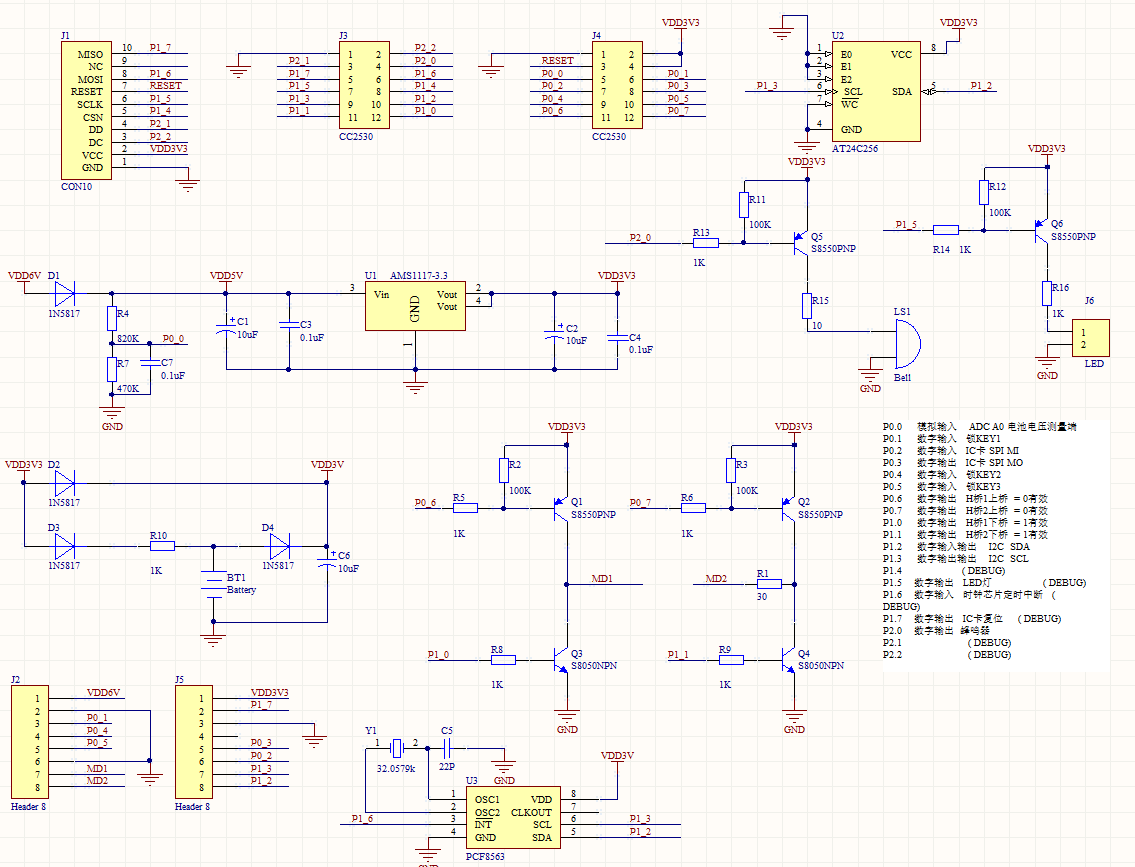 J1
MISO 10 P1_7
NC 9
MOSI 8 P1_6
RESET 7 RESET
SCLK 6 P1_5
CSN 5 P1_4
DD 4 P2_1
DC 3 P2_2
VCC 2 VDD3V3
GND 1
CON10
J3
1 2 P2_2
P2_1 3 4 P2_0
P1_7 5 6 P1_6
P1_5 7 8 P1_4
P1_3 9 10 P1_2
P1_1 11 12 P1_0
CC2530
VDD3V3
J4
1 2
RESET 3 4
P0_0 5 6 P0_1
P0_2 7 8 P0_3
P0_4 9 10 P0_5
P0_6 11 12 P0_7
CC2530
VDD3V3
U2
1 E0 VCC 8
2 E1
3 E2
P1_3 6 SCL SDA 5 P1_2
7 WC
4 GND
AT24C256
VDD3V3
R11
100K
P2_0 R13
1K
Q5
S8550PNP
R15
10
LS1
Bell
GND
VDD3V3
R12
100K
P1_5
R14 1K
Q6
S8550PNP
R16
1K
J6
1
2
LED
GND
VDD6V D1
1N5817
R4
820K P0_0
R7
470K
C7
0.1uF
GND
VDD5V
C1
10uF
C3
0.1uF
U1 AMS1117-3.3
3 Vin Vout 2
Vout 4
GND
1
C2
10uF
VDD3V3
C4
0.1uF
VDD3V3 D2
1N5817
D3
1N5817
R10
1K
BT1
Battery
D4
1N5817
VDD3V
C6
10uF
VDD3V3
R2
100K
P0_6 R5
1K
Q1
S8550PNP
MD1
P1_0 R8
1K
Q3
S8050NPN
GND
VDD3V3
R3
100K
P0_7 R6
1K
Q2
S8550PNP
MD2 R1
30
P1_1 R9
1K
Q4
S8050NPN
GND
P0.0 模拟输入 ADC A0 电池电压测量端
P0.1 数字输入 锁KEY1
P0.2 数字输入 IC卡 SPI MI
P0.3 数字输出 IC卡 SPI MO
P0.4 数字输入 锁KEY2
P0.5 数字输入 锁KEY3
P0.6 数字输出 H桥1上桥 =0有效
P0.7 数字输出 H桥2上桥 =0有效
P1.0 数字输出 H桥1下桥 =1有效
P1.1 数字输出 H桥2下桥 =1有效
P1.2 数字输入输出 I2C SDA
P1.3 数字输出输出 I2C SCL
P1.4 (DEBUG)
P1.5 数字输出 LED灯 (DEBUG)
P1.6 数字输入 时钟芯片定时中断 (
DEBUG)
P1.7 数字输出 IC卡复位 (DEBUG)
P2.0 数字输出 蜂鸣器
P2.1 (DEBUG)
P2.2 (DEBUG)
J2
1 VDD6V
2
3 P0_1
4 P0_4
5 P0_5
6
7 MD1
8 MD2
Header 8
J5
1 VDD3V3
2 P1_7
3
4
5 P0_3
6 P0_2
7 P1_3
8 P1_2
Header 8
Y1
1 2
32.0579k
C5
22P
GND
U3
VDD3V
1 OSC1 VDD 8
2 OSC2 CLKOUT 7
P1_6 3 INT SCL 6 P1_3
4 GND SDA 5 P1_2
PCF8563
GND